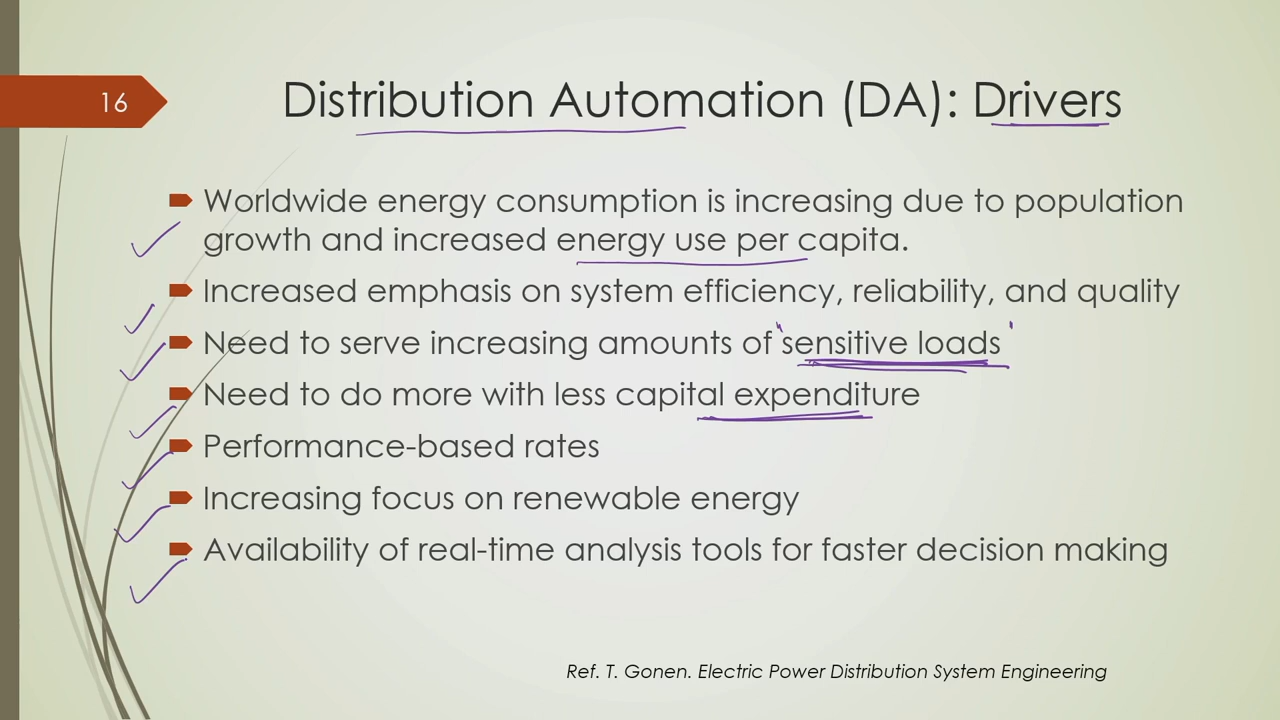 16
Distribution Automation (DA): Drivers
Worldwide energy consumption is increasing due to population
growth and increased energy use per capita.
Increased emphasis on system efficiency, reliability, and quality
Need to serve increasing amounts of 'sensitive loads'
Need to do more with less capital expenditure
Performance-based rates
Increasing focus on renewable energy
Availability of real-time analysis tools for faster decision making
Ref. T. Gonen. Electric Power Distribution System Engineering